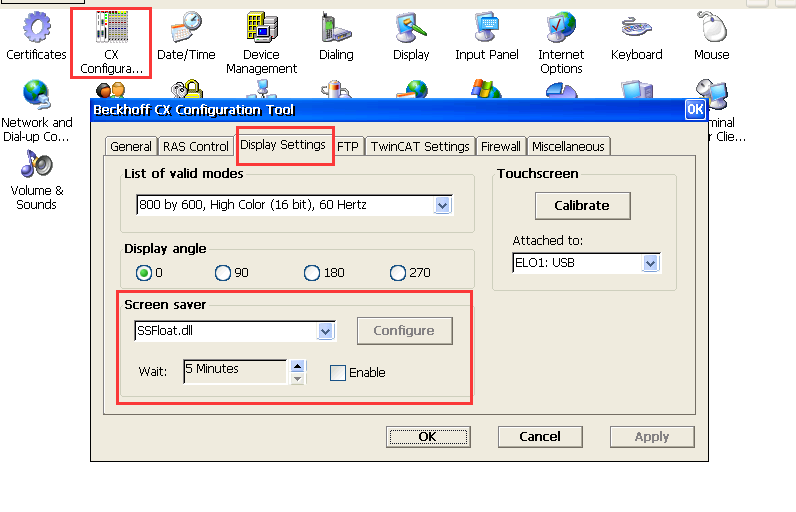 Certificates
CX
Configura...
Date/Time
Device
Management
Dialing
Display
Input Panel
Internet
Options
Keyboard
Mouse
Network and
Dial-up Co...
minal
r Clie...
Volume &
Sounds
Beckhoff CX Configuration Tool
OK
General
RAS Control
Display Settings
FTP
TwinCAT Settings
Firewall
Miscellaneous
List of valid modes
800 by 600, High Color (16 bit), 60 Hertz
Touchscreen
Calibrate
Attached to:
ELO1: USB
Display angle
0
90
180
270
Screen saver
SSFloat.dll
Configure
Wait:
5 Minutes
Enable
OK
Cancel
Apply